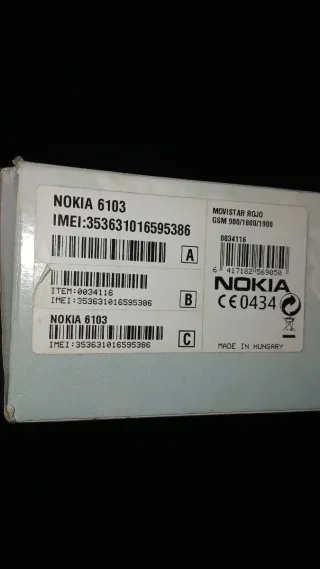 NOKIA 6103
IMEI:353631016595386
A
ITEM:0034116
IMEI:353631016595386
B
NOKIA 6103
IMEI:353631016595386
C
MOVISTAR ROJO
GSM 900/1800/1900
0034116
6 417182 569050
NOKIA
CE0434
MADE IN HUNGARY